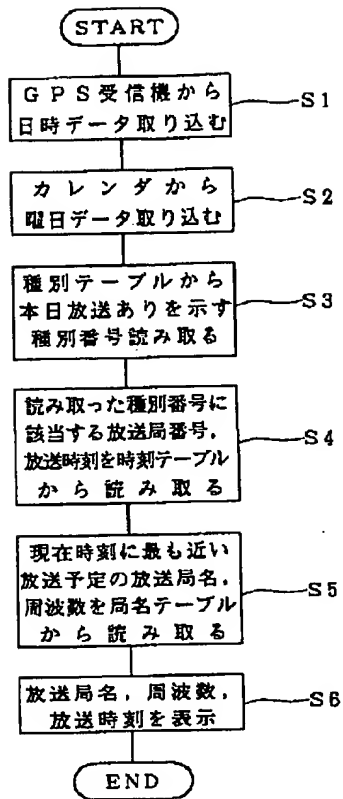 START
GPS受信機から
日時データ取り込む
S1
カレンダから
曜日データ取り込む
S2
種別テーブルから
本日放送ありを示す
種別番号読み取る
S3
読み取った種別番号に
該当する放送局番号,
放送時刻を時刻テーブル
から読み取る
S4
現在時刻に最も近い
放送予定の放送局名,
周波数を局名テーブル
から読み取る
S5
放送局名,周波数,
放送時刻を表示
S6
END